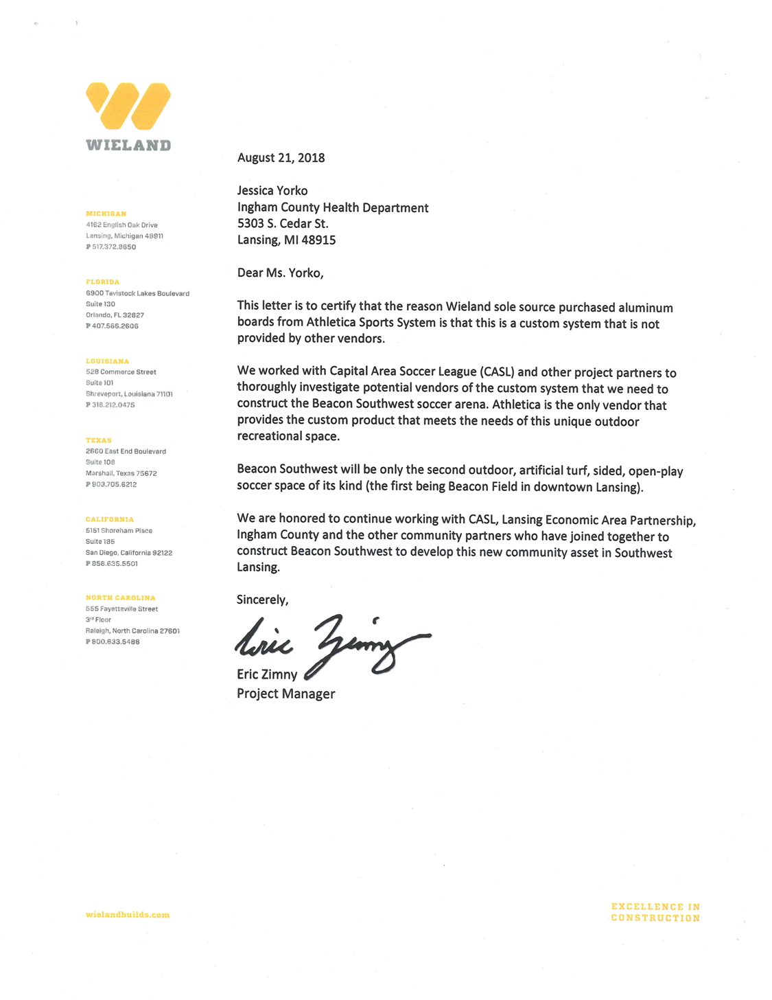 WIELAND
MICHIGAN
4162 English Oak Drive
Lansing, Michigan 48911
P 517.372.8650
FLORIDA
6900 Tavistock Lakes Boulevard
Suite 130
Orlando, FL 32827
P 407.566.2606
LOUISIANA
528 Commerce Street
Suite 101
Shreveport, Louisiana 71101
P 318.212.0475
TEXAS
2660 East End Boulevard
Suite 108
Marshall, Texas 75672
P 903.705.6212
CALIFORNIA
5151 Shoreham Place
Suite 185
San Diego, California 92122
P 858.635.5501
NORTH CAROLINA
555 Fayetteville Street
3rd Floor
Raleigh, North Carolina 27601
P 800.633.5488
August 21, 2018
Jessica Yorko
Ingham County Health Department
5303 S. Cedar St.
Lansing, MI 48915
Dear Ms. Yorko,
This letter is to certify that the reason Wieland sole source purchased aluminum
boards from Athletica Sports System is that this is a custom system that is not
provided by other vendors.
We worked with Capital Area Soccer League (CASL) and other project partners to
thoroughly investigate potential vendors of the custom system that we need to
construct the Beacon Southwest soccer arena. Athletica is the only vendor that
provides the custom product that meets the needs of this unique outdoor
recreational space.
Beacon Southwest will be only the second outdoor, artificial turf, sided, open-play
soccer space of its kind (the first being Beacon Field in downtown Lansing).
We are honored to continue working with CASL, Lansing Economic Area Partnership,
Ingham County and the other community partners who have joined together to
construct Beacon Southwest to develop this new community asset in Southwest
Lansing.
Sincerely,
Eric Zimny
Eric Zimny
Project Manager
wielandbuilds.com
EXCELLENCE IN
CONSTRUCTION